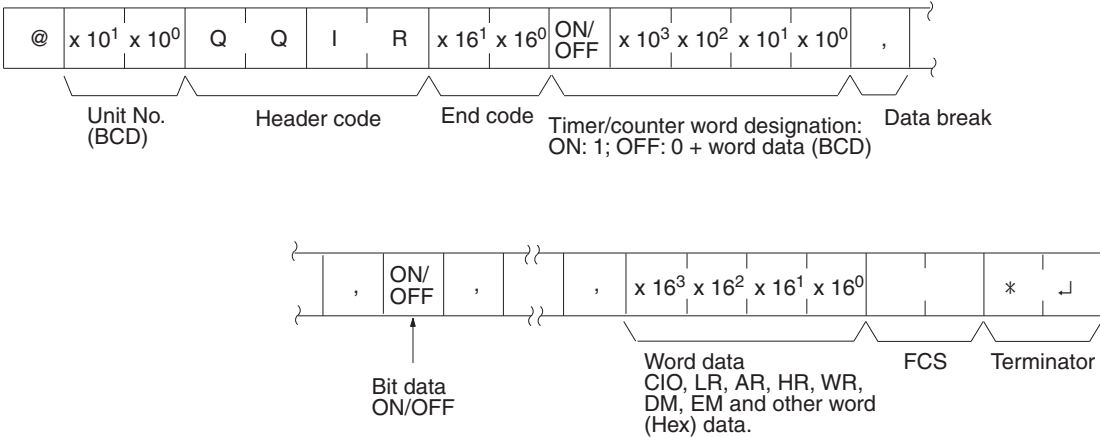 @ x 10¹ x 10⁰ Q Q I R x 16¹ x 16⁰ ON/OFF x 10³ x 10² x 10¹ x 10⁰ ,
Unit No.
(BCD)
Header code
End code
Timer/counter word designation:
ON: 1; OFF: 0 + word data (BCD)
Data break
, ON/OFF , , x 16³ x 16² x 16¹ x 16⁰ * ↵
Bit data
ON/OFF
Word data
CIO, LR, AR, HR, WR,
DM, EM and other word
(Hex) data.
FCS
Terminator